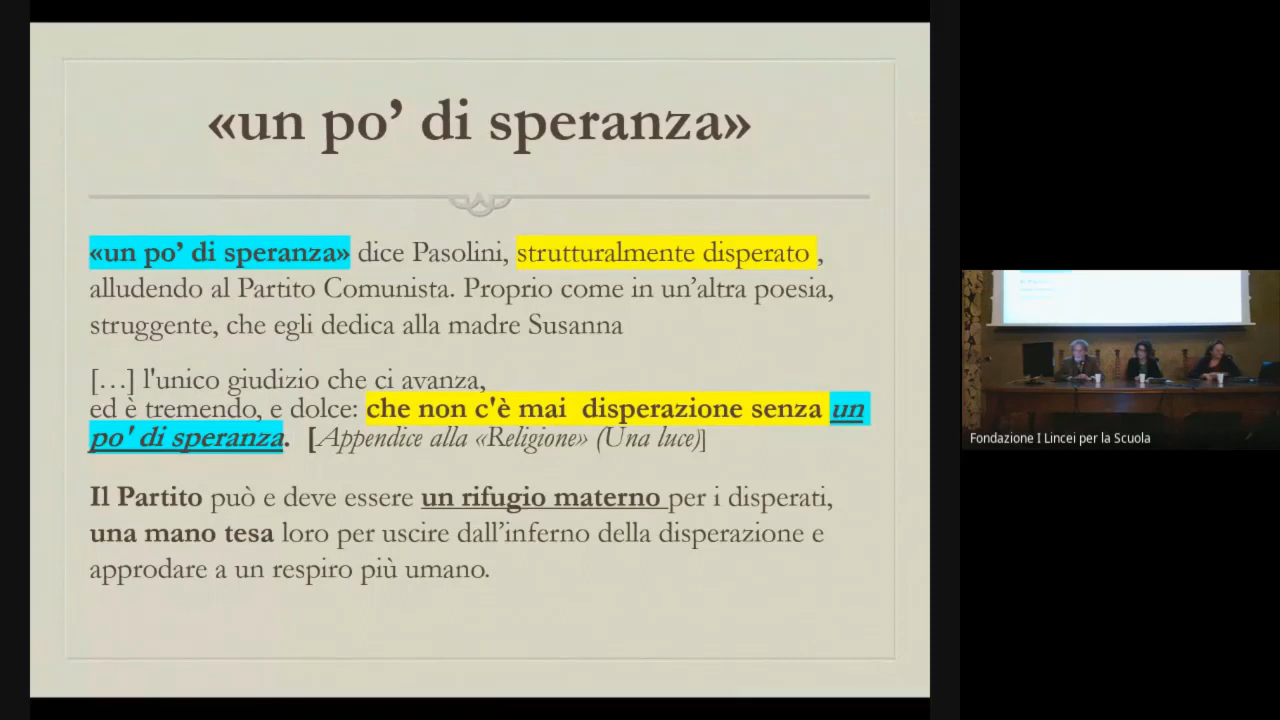 «un po’ di speranza»
«un po’ di speranza» dice Pasolini, strutturalmente disperato ,
alludendo al Partito Comunista. Proprio come in un’altra poesia,
struggente, che egli dedica alla madre Susanna
[…] l'unico giudizio che ci avanza,
ed è tremendo, e dolce: che non c'è mai  disperazione senza un
po' di speranza.  [Appendice alla «Religione» (Una luce)]
Il Partito può e deve essere un rifugio materno per i disperati,
una mano tesa loro per uscire dall’inferno della disperazione e
approdare a un respiro più umano.
Fondazione I Lincei per la Scuola